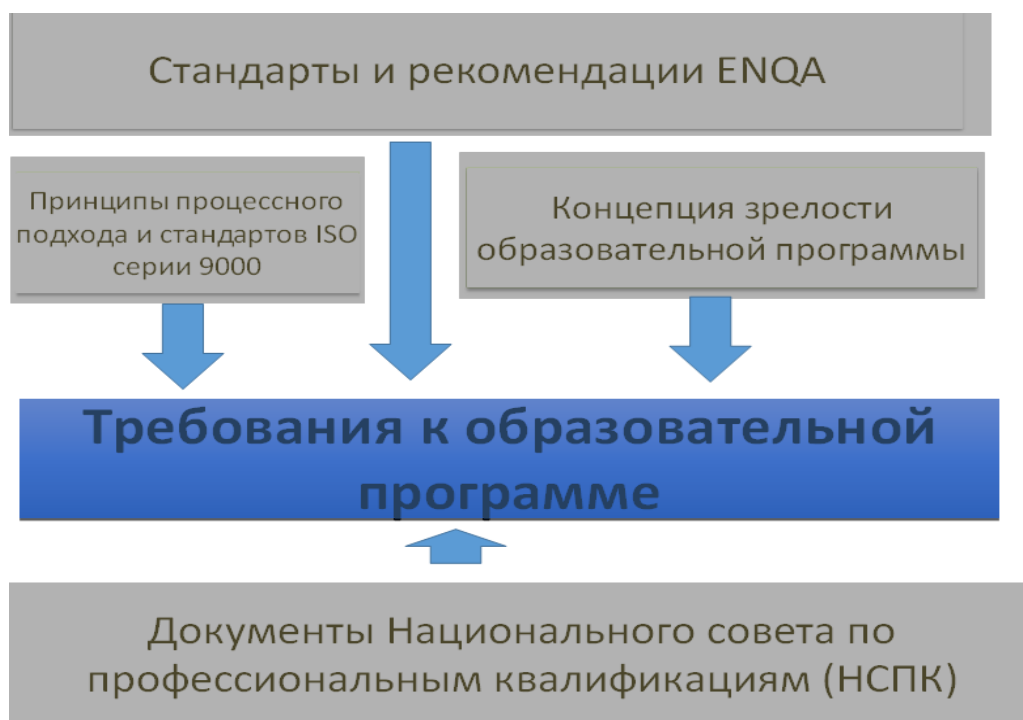 Стандарты и рекомендации ENQA
Принципы процессного
подхода и стандартов ISO
серии 9000
Концепция зрелости
образовательной программы
Требования к образовательной
программе
Документы Национального совета по
профессиональным квалификациям (НСПК)